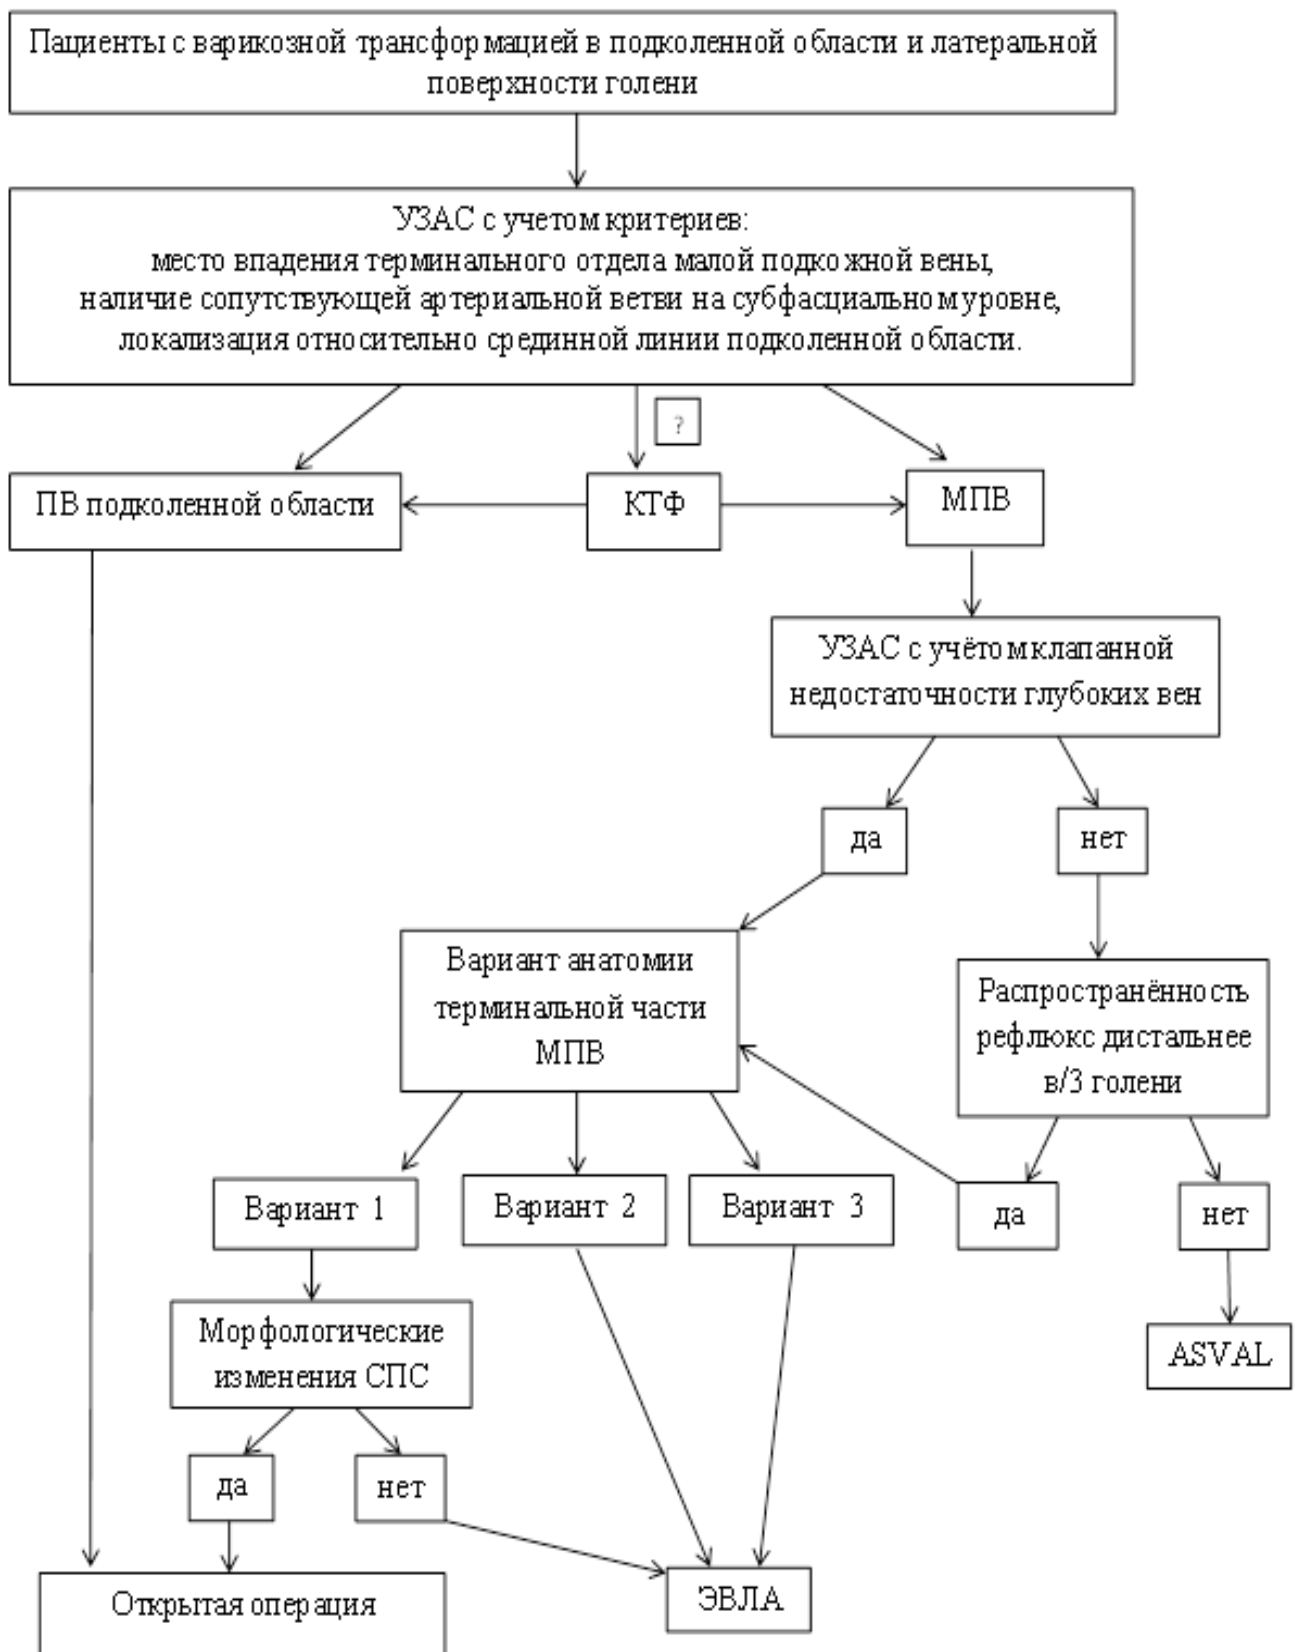 Пациенты с варикозной трансформацией в подколенной области и латеральной
поверхности голени
УЗАС с учетом критериев:
место впадения терминального отдела малой подкожной вены,
наличие сопутствующей артериальной ветви на субфасциальном уровне,
локализация относительно срединной линии подколенной области.
?
ПВ подколенной области
КТФ
МПВ
УЗАС с учётом клапанной
недостаточности глубоких вен
да
нет
Вариант анатомии
терминальной части
МПВ
Распространённость
рефлюкс дистальнее
в/3 голени
Вариант 1
Вариант 2
Вариант 3
да
нет
Морфологические
изменения СПС
ASVAL
да
нет
Открытая операция
ЭВЛА